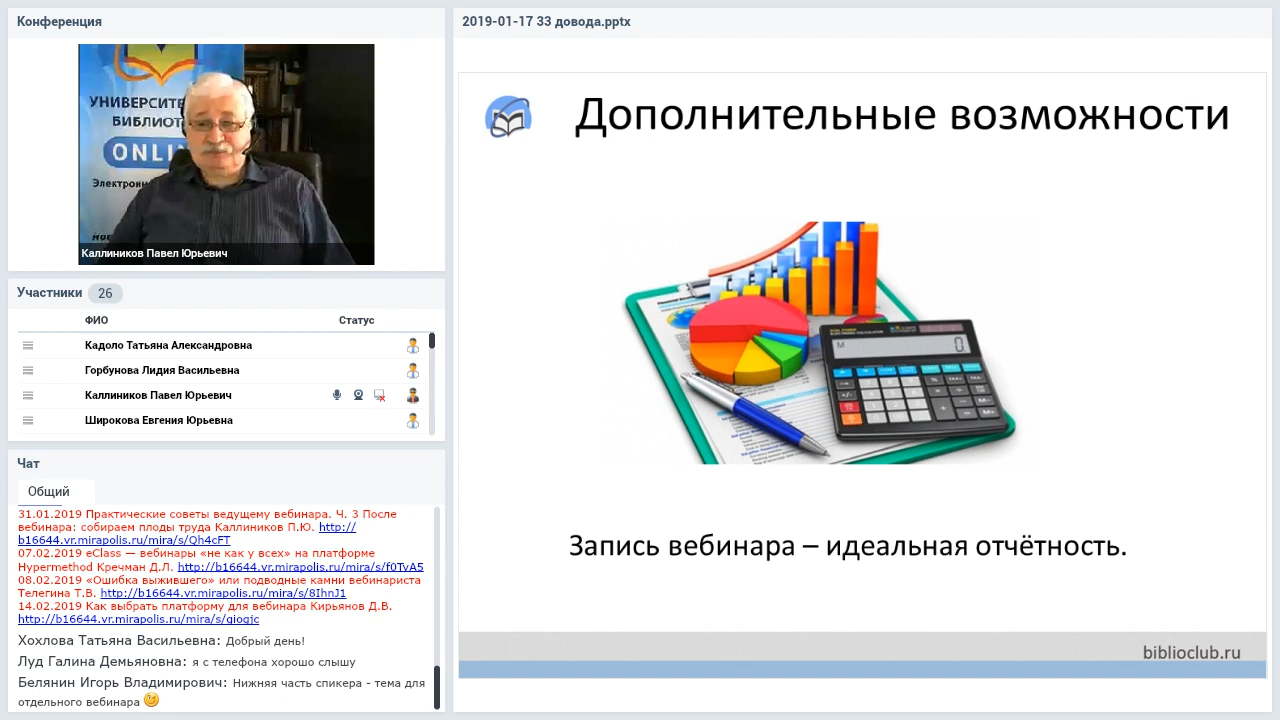 Конференция
УНИВЕРСИТЕ
БИБЛИОТ
ONLIN
Электронн
Каллиников Павел Юрьевич
Участники 26
ФИО Статус
Кадоло Татьяна Александровна
Горбунова Лидия Васильевна
Каллиников Павел Юрьевич
Широкова Евгения Юрьевна
Чат
Общий
31.01.2019 Практические советы ведущему вебинара. Ч. 3 После
вебинара: собираем плоды труда Каллиников П.Ю. http://
b16644.vr.mirapolis.ru/mira/s/Qh4cFT
07.02.2019 eClass — вебинары «не как у всех» на платформе
Hypermethod Кречман Д.Л. http://b16644.vr.mirapolis.ru/mira/s/f0TvA5
08.02.2019 «Ошибка выжившего» или подводные камни вебинариста
Телегина Т.В. http://b16644.vr.mirapolis.ru/mira/s/8IhnJ1
14.02.2019 Как выбрать платформу для вебинара Кирьянов Д.В.
http://b16644.vr.mirapolis.ru/mira/s/giogjc
Хохлова Татьяна Васильевна: Добрый день!
Луд Галина Демьяновна: я с телефона хорошо слышу
Белянин Игорь Владимирович: Нижняя часть спикера - тема для
отдельного вебинара
2019-01-17 33 довода.pptx
Дополнительные возможности
M 0
Запись вебинара – идеальная отчётность.
biblioclub.ru